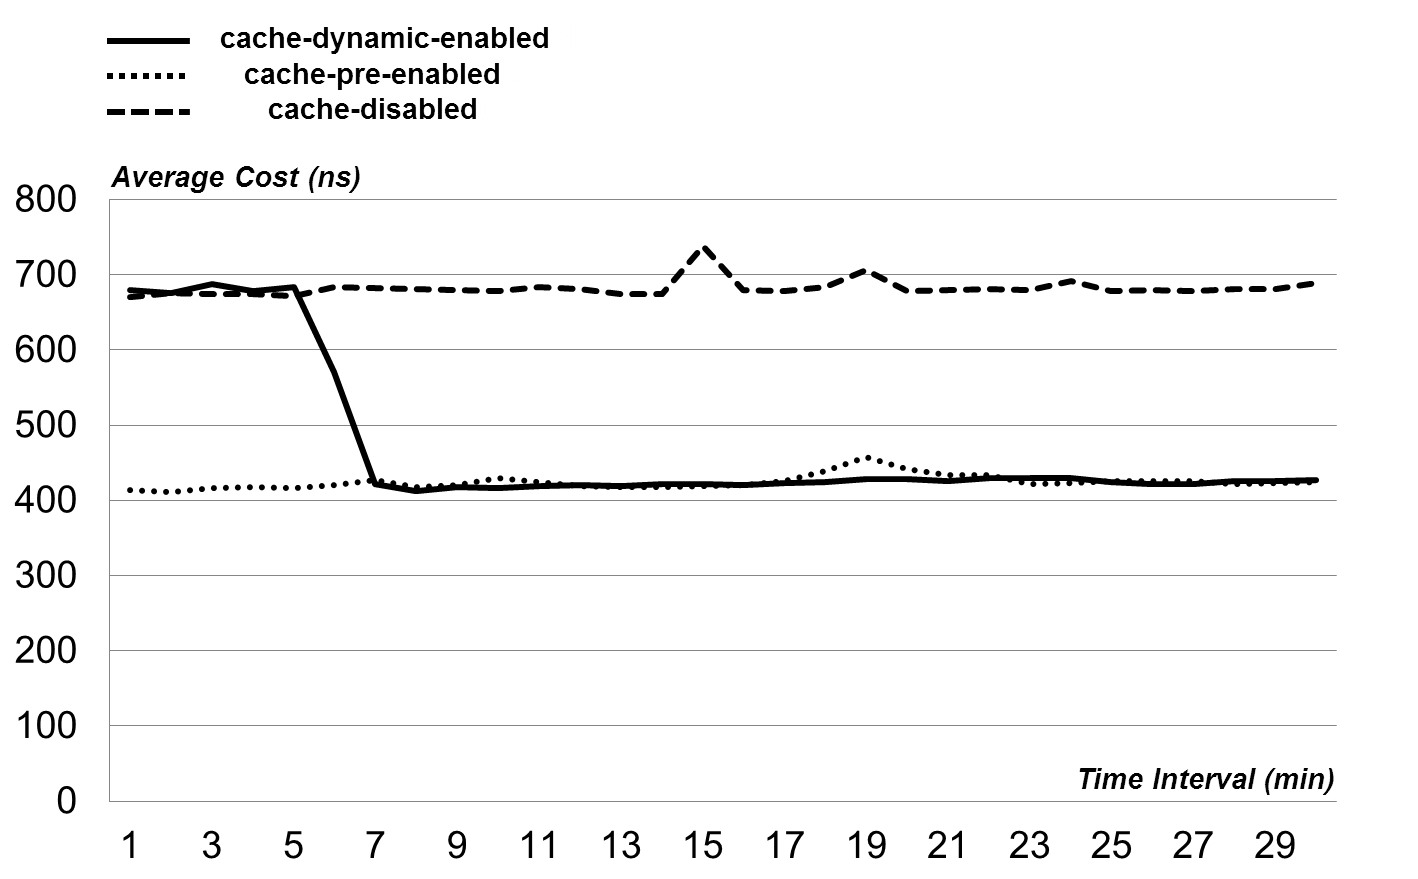 cache-dynamic-enabled
cache-pre-enabled
cache-disabled
Average Cost (ns)
800
700
600
500
400
300
200
100
0
Time Interval (min)
1 3 5 7 9 11 13 15 17 19 21 23 25 27 29